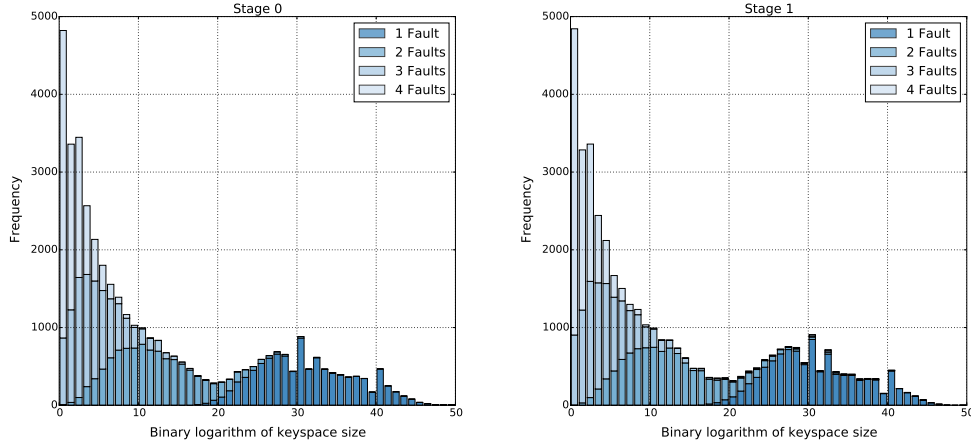 Stage 0
5000
4000
3000
2000
1000
0
Frequency
0 10 20 30 40 50
Binary logarithm of keyspace size
1 Fault
2 Faults
3 Faults
4 Faults
Stage 1
5000
4000
3000
2000
1000
0
Frequency
0 10 20 30 40 50
Binary logarithm of keyspace size
1 Fault
2 Faults
3 Faults
4 Faults